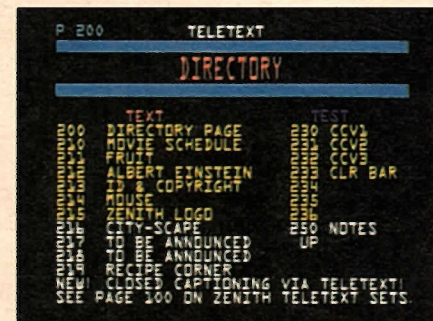 P 200 TELETEXT
DIRECTORY
TEXT TEST
200 DIRECTORY PAGE 230 CCV1
210 MOVIE SCHEDULE 231 CCV2
211 FRUIT 232 CCV3
212 ALBERT EINSTEIN 233 CLR BAR
213 ID & COPYRIGHT 234
214 MOUSE 235
215 ZENITH LOGO 236
216 CITY-SCAPE 250 NOTES
217 TO BE ANNOUNCED UP
218 TO BE ANNOUNCED
219 RECIPE CORNER
NEW! CLOSED CAPTIONING VIA TELETEXT!
SEE PAGE 100 ON ZENITH TELETEXT SETS.